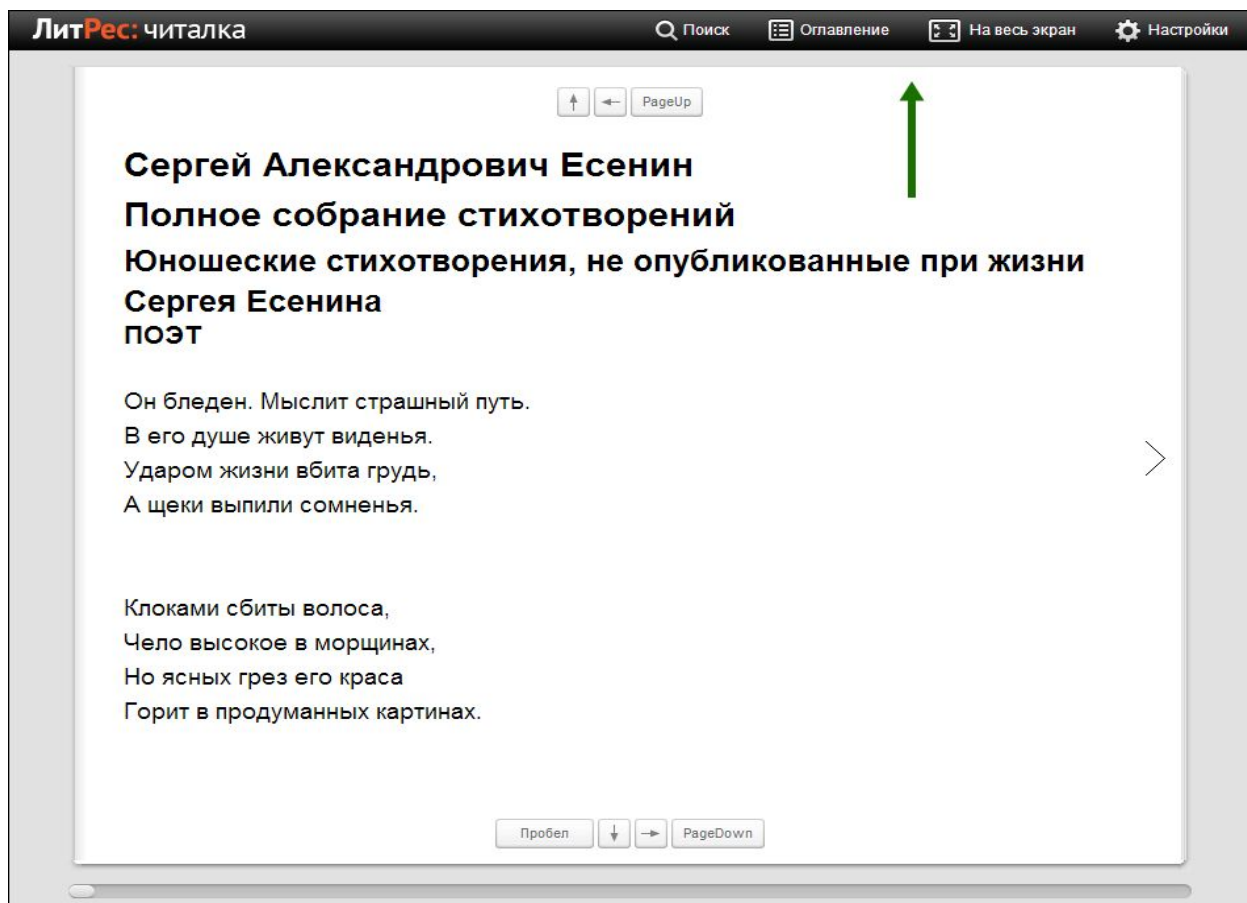 ЛитРес: читалка Поиск Оглавление На весь экран Настройки
PageUp
Сергей Александрович Есенин
Полное собрание стихотворений
Юношеские стихотворения, не опубликованные при жизни
Сергея Есенина
ПОЭТ
Он бледен. Мыслит страшный путь.
В его душе живут виденья.
Ударом жизни вбита грудь,
А щеки выпили сомненья.
Клоками сбиты волоса,
Чело высокое в морщинах,
Но ясных грез его краса
Горит в продуманных картинах.
Пробел PageDown